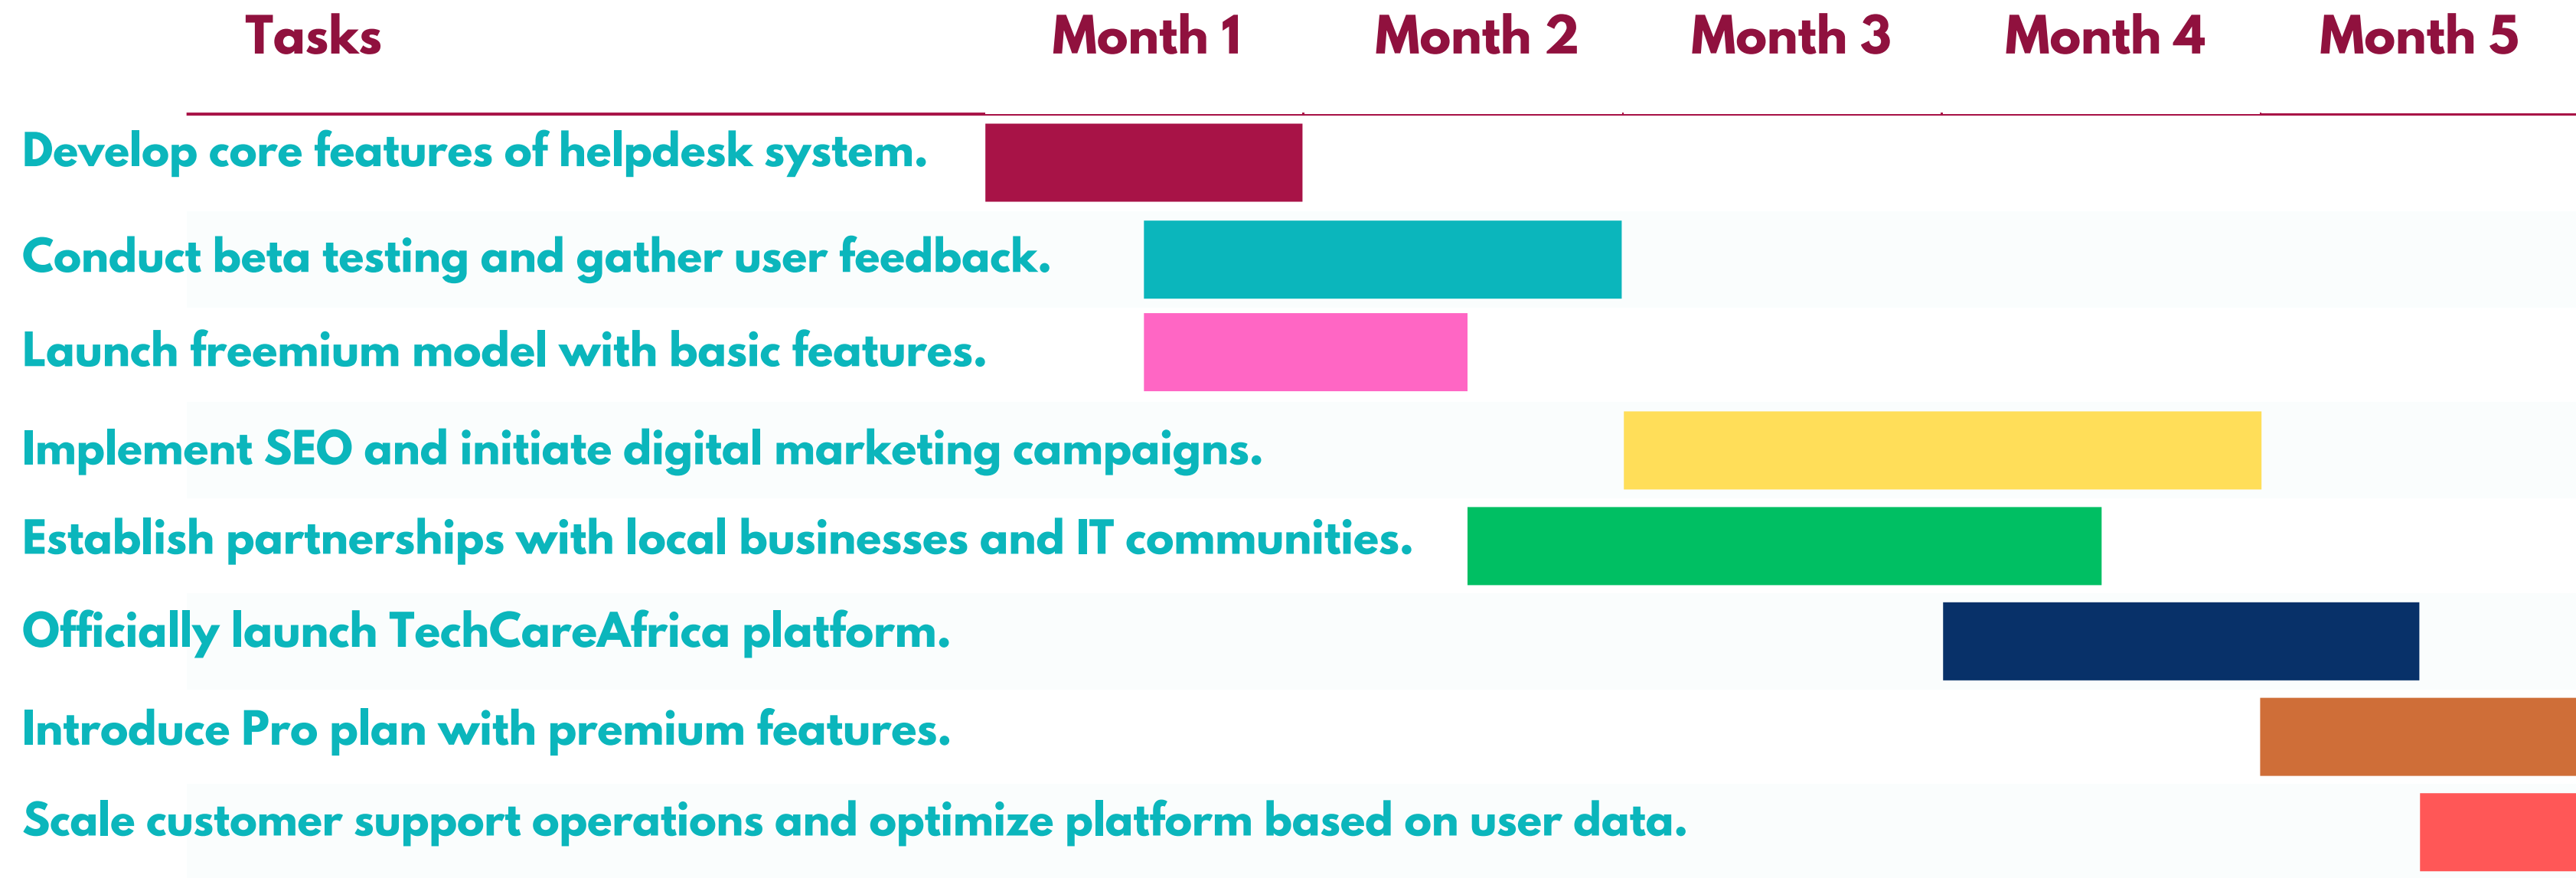 Tasks Month 1 Month 2 Month 3 Month 4 Month 5
Develop core features of helpdesk system.
Conduct beta testing and gather user feedback.
Launch freemium model with basic features.
Implement SEO and initiate digital marketing campaigns.
Establish partnerships with local businesses and IT communities.
Officially launch TechCareAfrica platform.
Introduce Pro plan with premium features.
Scale customer support operations and optimize platform based on user data.